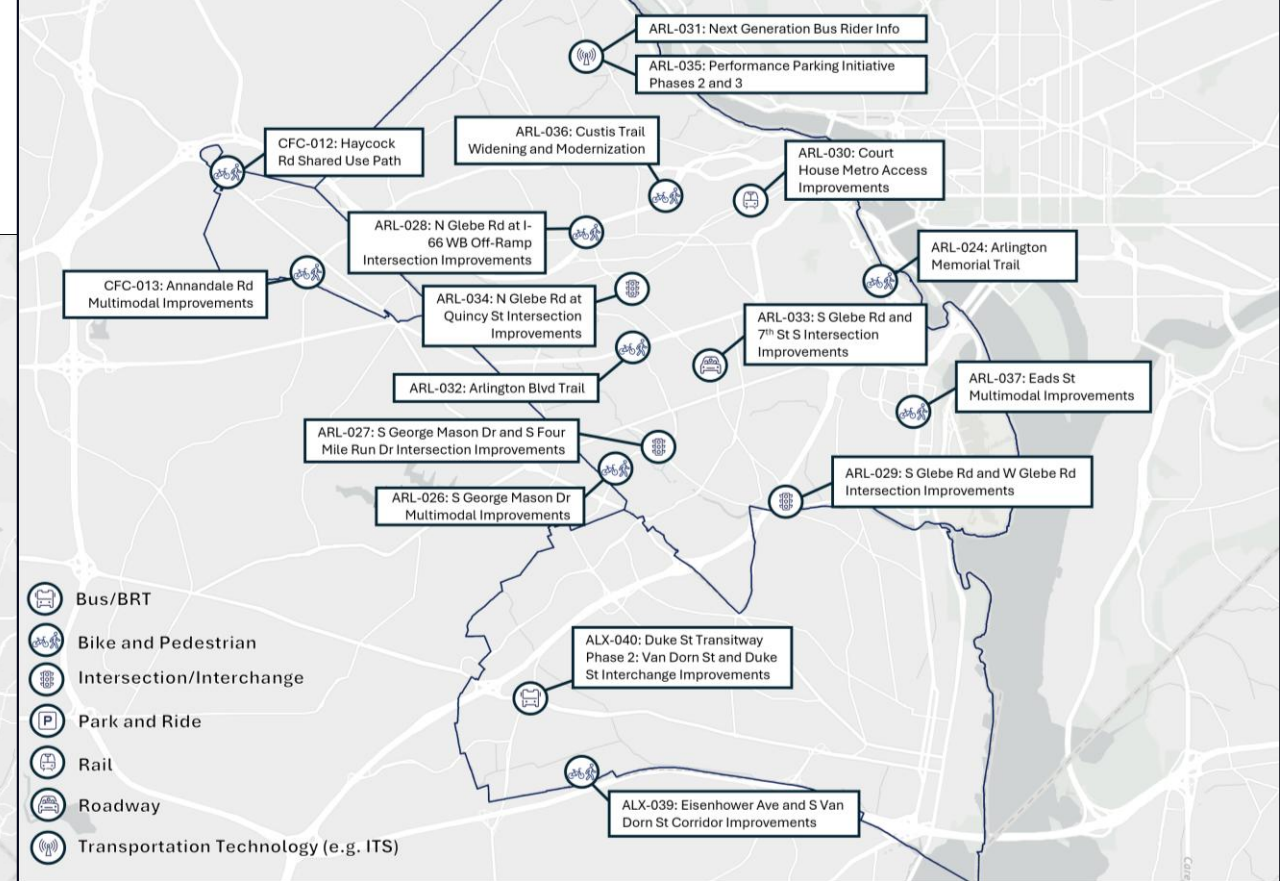 ARL-031: Next Generation Bus Rider Info
ARL-035: Performance Parking Initiative
Phases 2 and 3
ARL-036: Custis Trail
Widening and Modernization
CFC-012: Haycock
Rd Shared Use Path
ARL-030: Court
House Metro Access
Improvements
ARL-028: N Glebe Rd at I-
66 WB Off-Ramp
Intersection Improvements
ARL-024: Arlington
Memorial Trail
CFC-013: Annandale Rd
Multimodal Improvements
ARL-034: N Glebe Rd at
Quincy St Intersection
Improvements
ARL-033: S Glebe Rd and
7th St S Intersection
Improvements
ARL-032: Arlington Blvd Trail
ARL-037: Eads St
Multimodal Improvements
ARL-027: S George Mason Dr and S Four
Mile Run Dr Intersection Improvements
ARL-029: S Glebe Rd and W Glebe Rd
Intersection Improvements
ARL-026: S George Mason Dr
Multimodal Improvements
Bus/BRT
Bike and Pedestrian
Intersection/Interchange
P
Park and Ride
Rail
Roadway
Transportation Technology (e.g. ITS)
ALX-040: Duke St Transitway
Phase 2: Van Dorn St and Duke
St Interchange Improvements
ALX-039: Eisenhower Ave and S Van
Dorn St Corridor Improvements